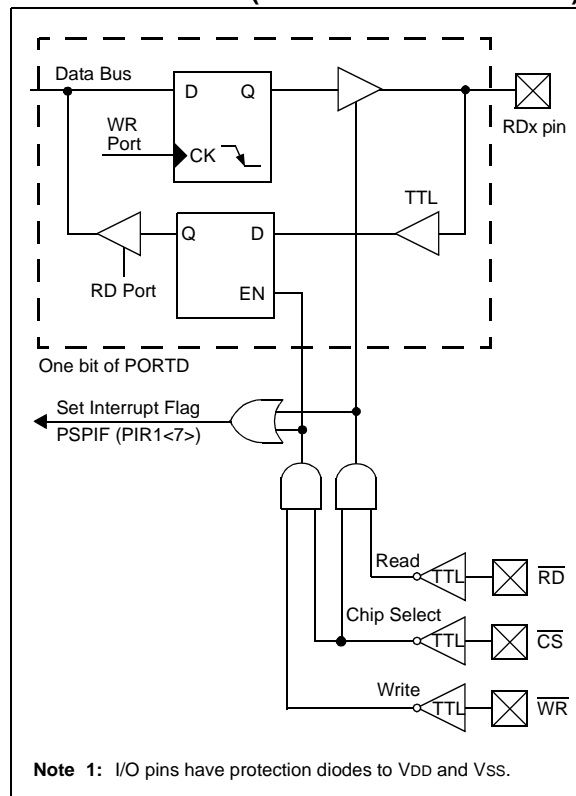 Data Bus
D Q
RDx pin
WR
Port
CK
TTL
Q D
RD Port
EN
One bit of PORTD
Set Interrupt Flag
PSPIF (PIR1<7>)
Read
TTL
RD
Chip Select
TTL
CS
Write
TTL
WR
Note 1: I/O pins have protection diodes to VDD and VSS.